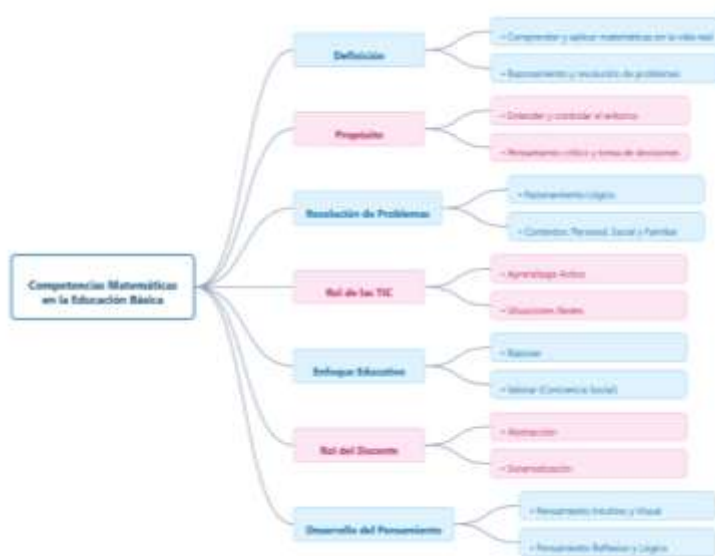 Competencias Matemáticas
en la Educación Básica
Definición
• Comprender y aplicar matemáticas en la vida real
• Razonamiento y resolución de problemas
Propósito
• Entender y controlar el entorno
• Pensamiento crítico y toma de decisiones
Resolución de Problemas
• Razonamiento Lógico
• Contextos: Personal, Social y Familiar
Rol de las TIC
• Aprendizaje Activo
• Situaciones Reales
Enfoque Educativo
• Razonar
• Valorar (Conciencia Social)
Rol del Docente
• Abstracción
• Sistematización
Desarrollo del Pensamiento
• Pensamiento Intuitivo y Visual
• Pensamiento Reflexivo y Lógico